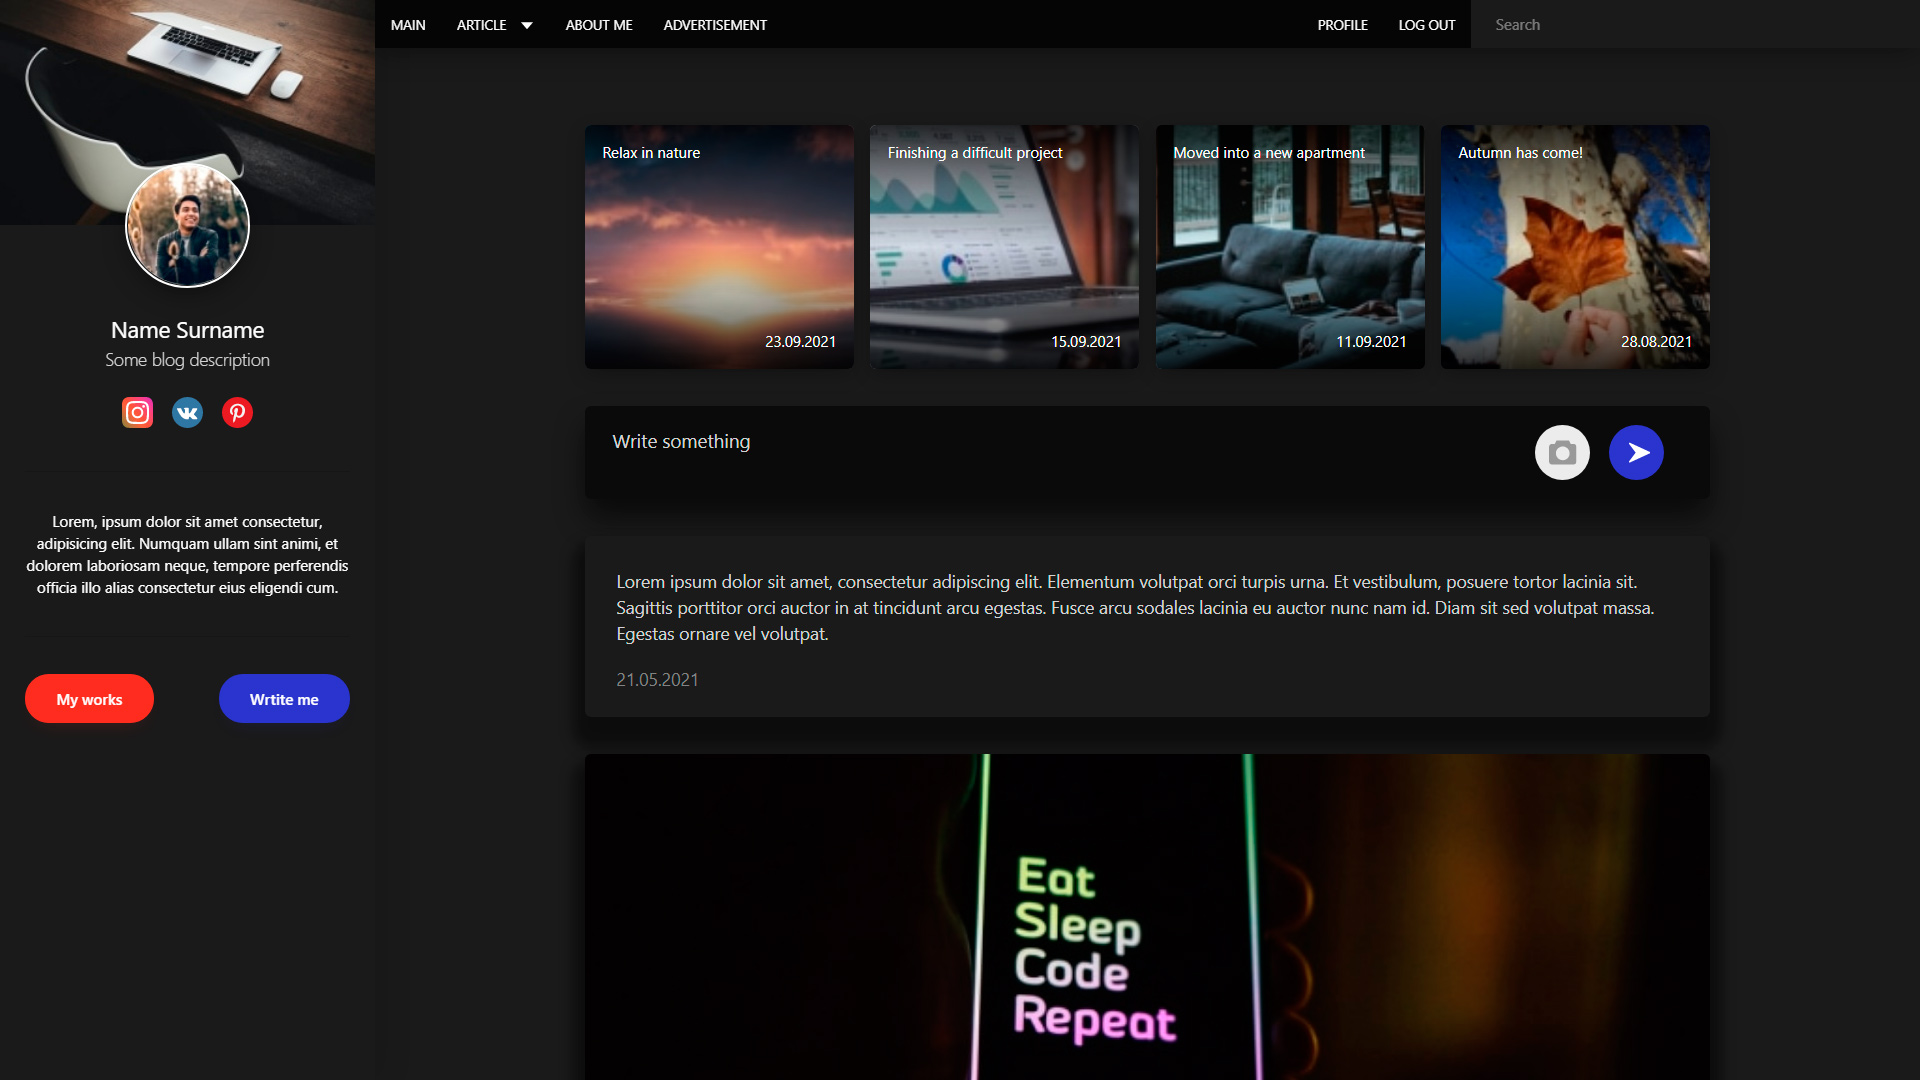 MAIN
ARTICLE
ABOUT ME
ADVERTISEMENT
PROFILE
LOG OUT
Search
Name Surname
Some blog description
Lorem, ipsum dolor sit amet consectetur,
adipisicing elit. Numquam ullam sint animi, et
dolorem laboriosam neque, tempore perferendis
officia illo alias consectetur eius eligendi cum.
My works
Wrtite me
Relax in nature
23.09.2021
Finishing a difficult project
15.09.2021
Moved into a new apartment
11.09.2021
Autumn has come!
28.08.2021
Write something
Lorem ipsum dolor sit amet, consectetur adipiscing elit. Elementum volutpat orci turpis urna. Et vestibulum, posuere tortor lacinia sit.
Sagittis porttitor orci auctor in at tincidunt arcu egestas. Fusce arcu sodales lacinia eu auctor nunc nam id. Diam sit sed volutpat massa.
Egestas ornare vel volutpat.
21.05.2021
Eat
Sleep
Code
Repeat